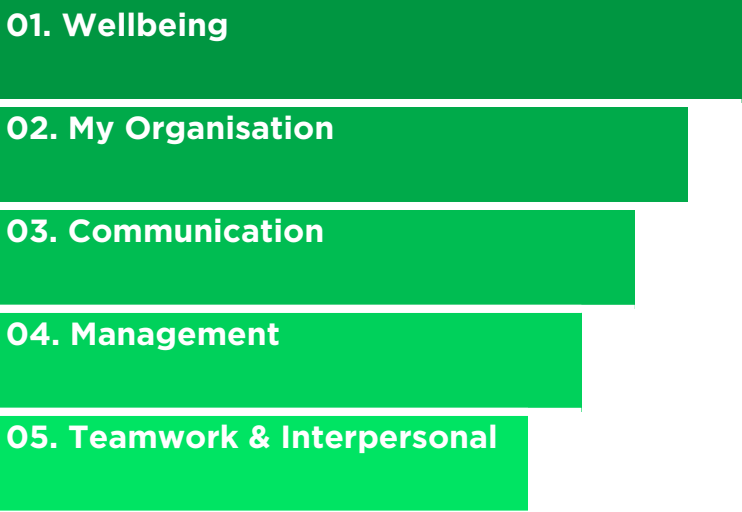 01. Wellbeing
02. My Organisation
03. Communication
04. Management
05. Teamwork & Interpersonal